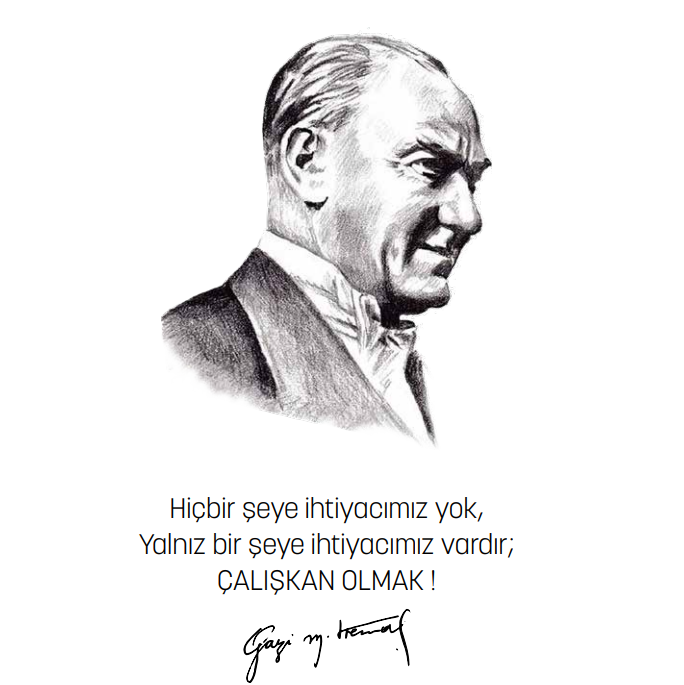 Hiçbir şeye ihtiyacımız yok,
Yalnız bir şeye ihtiyacımız vardır;
ÇALIŞKAN OLMAK !
Gazi M. Kemal